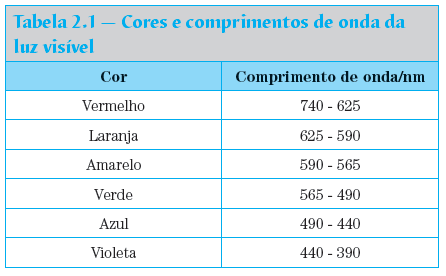 Tabela 2.1 — Cores e comprimentos de onda da
luz visível
Cor Comprimento de onda/nm
Vermelho 740 - 625
Laranja 625 - 590
Amarelo 590 - 565
Verde 565 - 490
Azul 490 - 440
Violeta 440 - 390